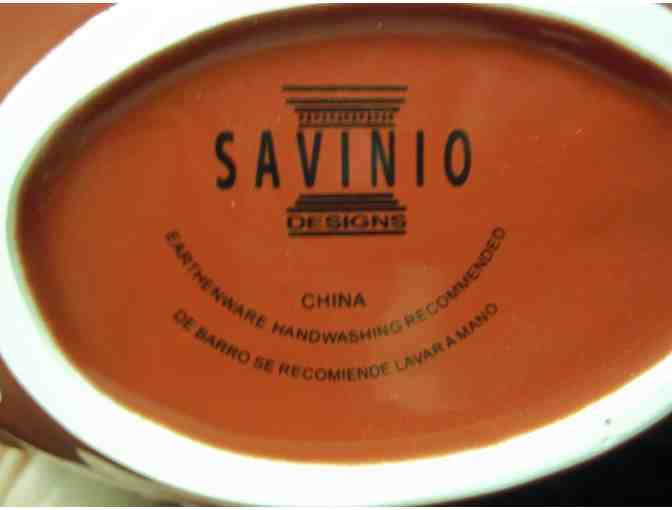 SAVINIO
DESIGNS
CHINA
EARTHENWARE HANDWASHING RECOMMENDED
DE BARRO SE RECOMIENDE LAVAR A MANO